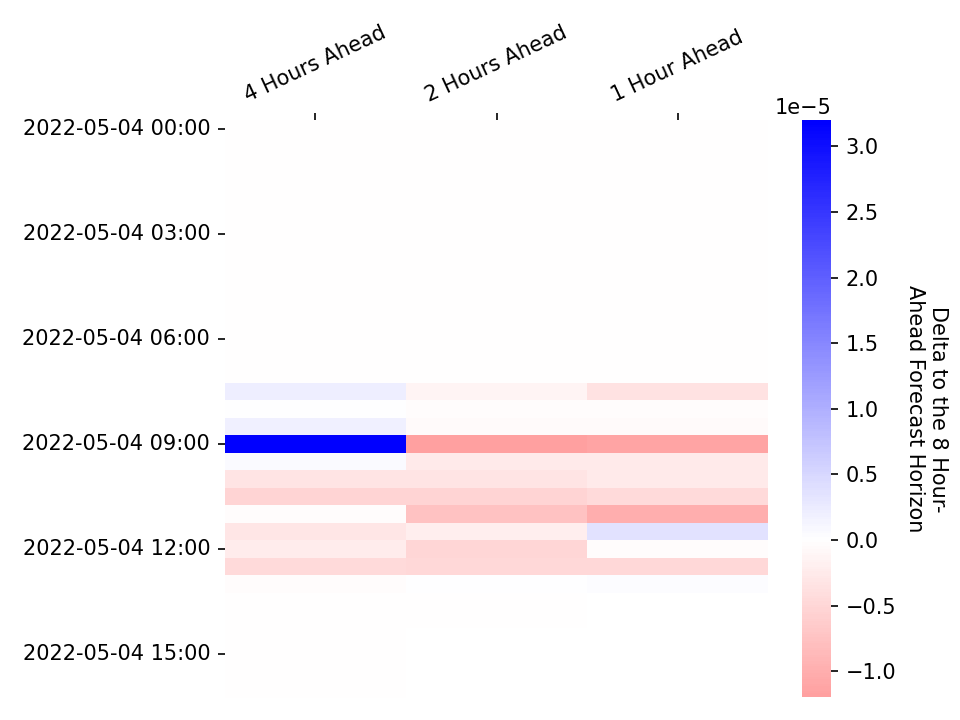 4 Hours Ahead
2 Hours Ahead
1 Hour Ahead
1e−5
2022-05-04 00:00
2022-05-04 03:00
2022-05-04 06:00
2022-05-04 09:00
2022-05-04 12:00
2022-05-04 15:00
3.0
2.5
2.0
1.5
1.0
0.5
0.0
−0.5
−1.0
Delta to the 8 Hour-
Ahead Forecast Horizon